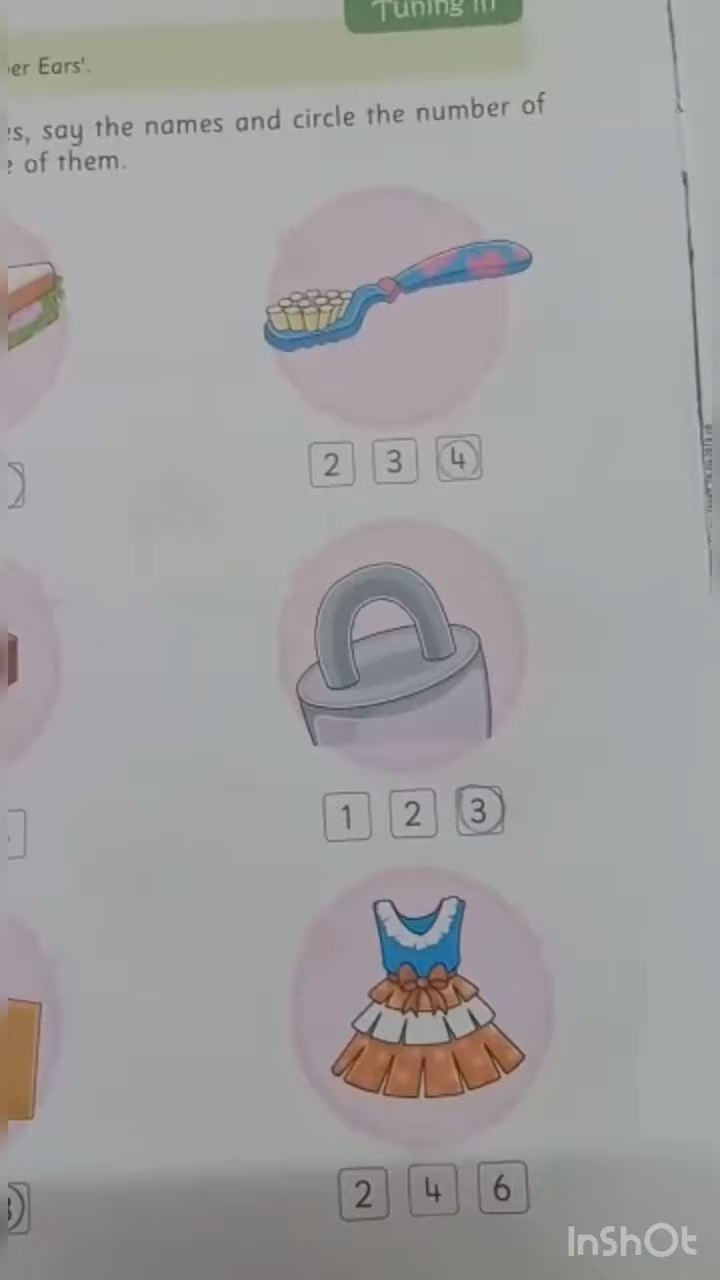 Tuning in
er Ears'.
s, say the names and circle the number of
of them.
2 3 4
1 2 3
2 4 6
InShOt